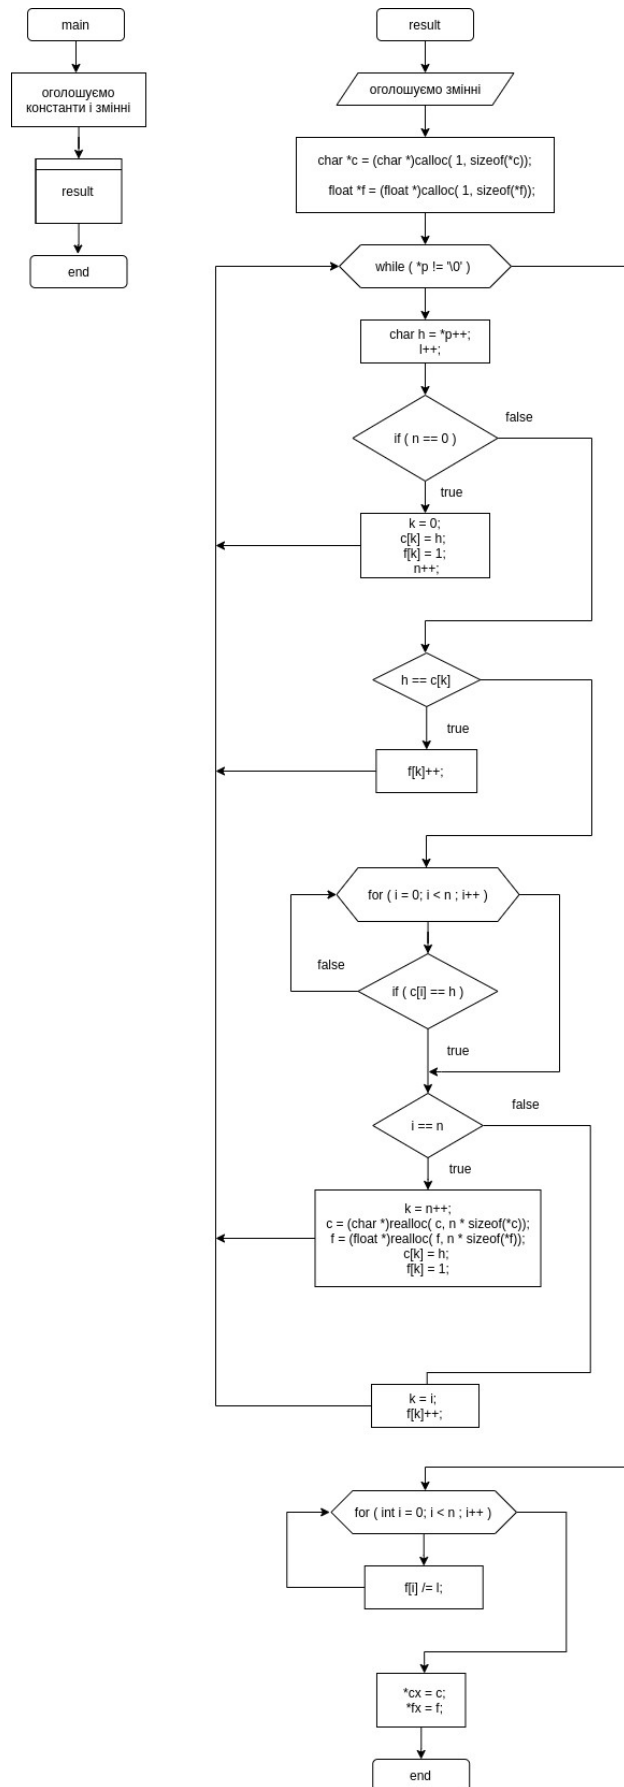 main
оголошуємо
константи і змінні
result
end
result
оголошуємо змінні
char *c = (char *)calloc( 1, sizeof(*c));
float *f = (float *)calloc( 1, sizeof(*f));
while ( *p != '\0' )
char h = *p++;
l++;
if ( n == 0 )
false
true
k = 0;
c[k] = h;
f[k] = 1;
n++;
h == c[k]
true
f[k]++;
for ( i = 0; i < n ; i++ )
false
if ( c[i] == h )
true
i == n
false
true
k = n++;
c = (char *)realloc( c, n * sizeof(*c));
f = (float *)realloc( f, n * sizeof(*f));
c[k] = h;
f[k] = 1;
k = i;
f[k]++;
for ( int i = 0; i < n ; i++ )
f[i] /= l;
*cx = c;
*fx = f;
end